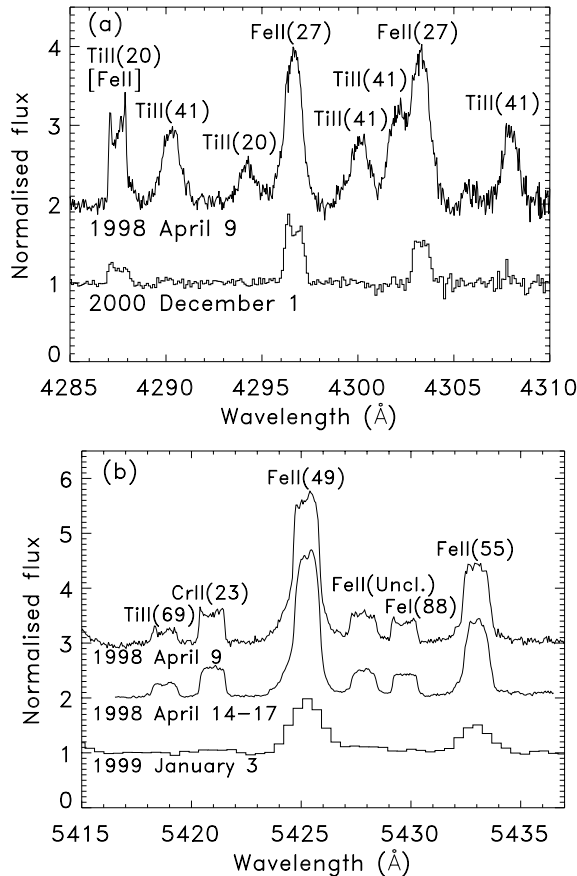 (a)
FeII(27)
FeII(27)
TiII(20)
[FeII]
TiII(41)
TiII(41)
TiII(20)
TiII(41)
TiII(41)
1998 April 9
2000 December 1
Normalised flux
4
3
2
1
0
4285 4290 4295 4300 4305 4310
Wavelength (Å)
(b)
FeII(49)
FeII(55)
CrII(23)
FeII(Uncl.)
TiII(69)
FeI(88)
1998 April 9
1998 April 14-17
1999 January 3
Normalised flux
6
5
4
3
2
1
0
5415 5420 5425 5430 5435
Wavelength (Å)